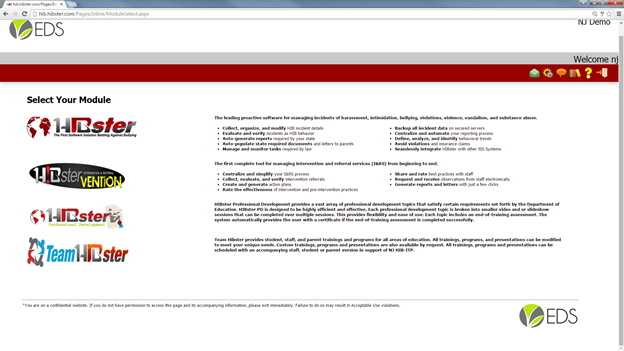 hib.hibster.com/Pages/Inline/ModuleSelect.aspx
EDS
NJ Demo
Welcome nj
Select Your Module
HIBster
The First Software Solution Battling Against Bullying
The leading proactive software for managing incidents of harassment, intimidation, bullying, violence, vandalism, and substance abuse.
• Collect, organize, and modify HIB incident details
• Evaluate and verify incidents as HIB behavior
• Auto-generate reports required by your state
• Auto-populate state required documents and letters to parents
• Manage and monitor tasks required by law
• Backup all incident data on secured servers
• Centralize and automate your reporting process
• Define, analyze, and identify behavioral trends
• Avoid violations and insurance claims
• Seamlessly integrate HIBster with other SIS Systems
HIBster
VENTION
The first complete tool for managing intervention and referral services (I&RS) from beginning to end.
• Centralize and simplify your I&RS process
• Collect, evaluate, and verify intervention referrals
• Create and generate action plans
• Rate the effectiveness of intervention and pre-intervention practices
• Share and rate best practices with staff
• Request and receive observations from staff electronically
• Generate reports and letters with just a few clicks
HIBster
Professional Development
HIBster Professional Development provides a vast array of professional development topics that satisfy certain requirements set forth by the Department of
Education. HIBster PD is designed to be highly efficient and effective. Each professional development topic is broken into smaller video and or slideshow
sessions that can be completed over multiple sessions. This provides flexibility and ease of use. Each topic includes an end-of-training assessment. The
system automatically provides the user with a certificate if the end-of-training assessment is completed successfully.
Team HIBster
Team Hibster provides student, staff, and parent trainings and programs for all areas of education. All trainings, programs, and presentations can be modified
to meet your unique needs. Custom trainings, programs and presentations are also available by request. All trainings, programs, and presentations can be
scheduled with an accompanying staff, student or parent version in support of NJ HIB-ITP.
*You are on a confidential website. If you do not have permission to access this page and its accompanying information, please exit immediately. Failure to do so may result in Acceptable Use violations.
EDS